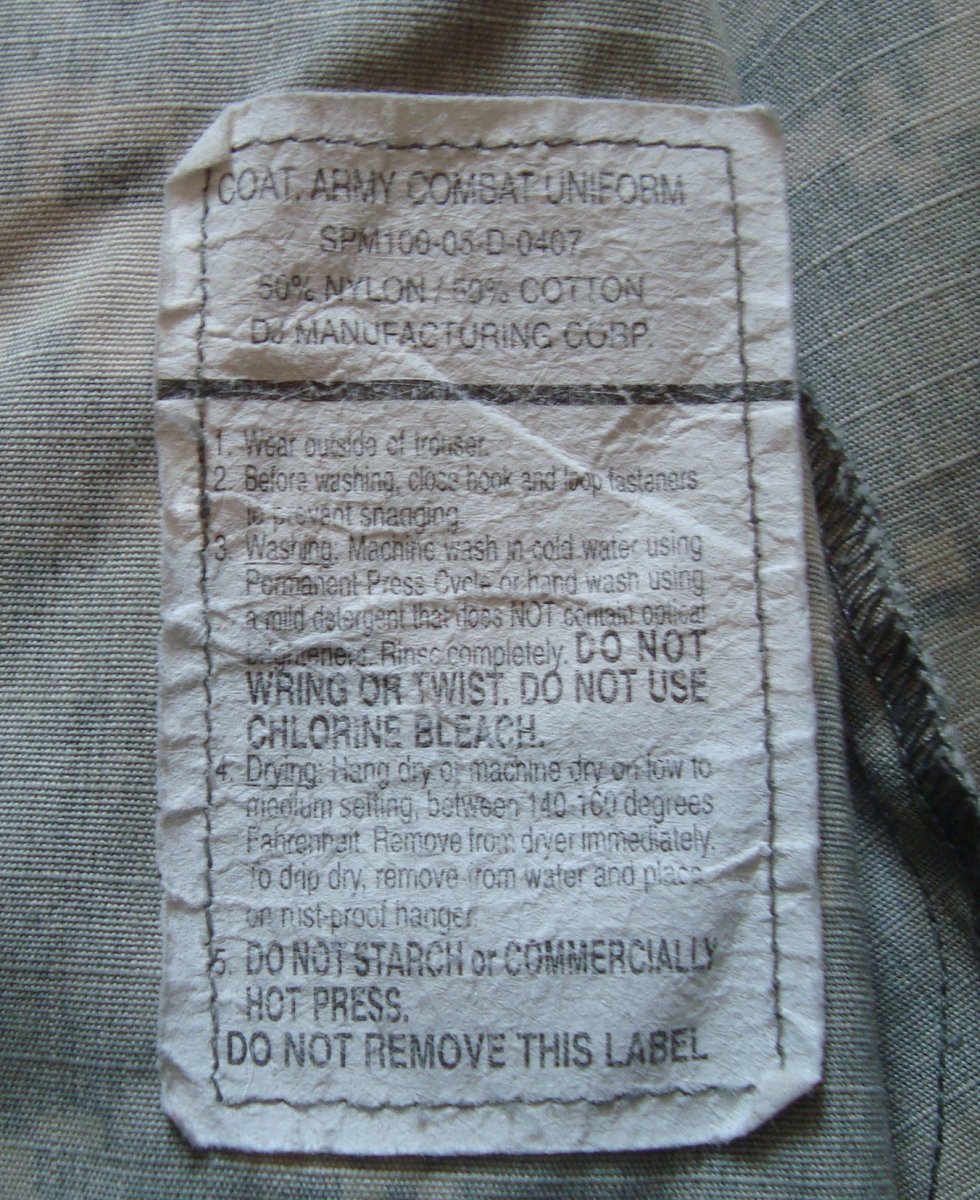 COAT, ARMY COMBAT UNIFORM
SPM100-05-D-0407
50% NYLON / 50% COTTON
DJ MANUFACTURING CORP.
1. Wear outside of trouser.
2. Before washing, close hook and loop fasteners
to prevent snagging.
3. Washing: Machine wash in cold water using
Permanent Press Cycle or hand wash using
a mild detergent that does NOT contain optical
brighteners. Rinse completely. DO NOT
WRING OR TWIST. DO NOT USE
CHLORINE BLEACH.
4. Drying: Hang dry or machine dry on low to
medium setting, between 140-160 degrees
Fahrenheit. Remove from dryer immediately.
To drip dry, remove from water and place
on rust-proof hanger.
5. DO NOT STARCH or COMMERCIALLY
HOT PRESS.
DO NOT REMOVE THIS LABEL